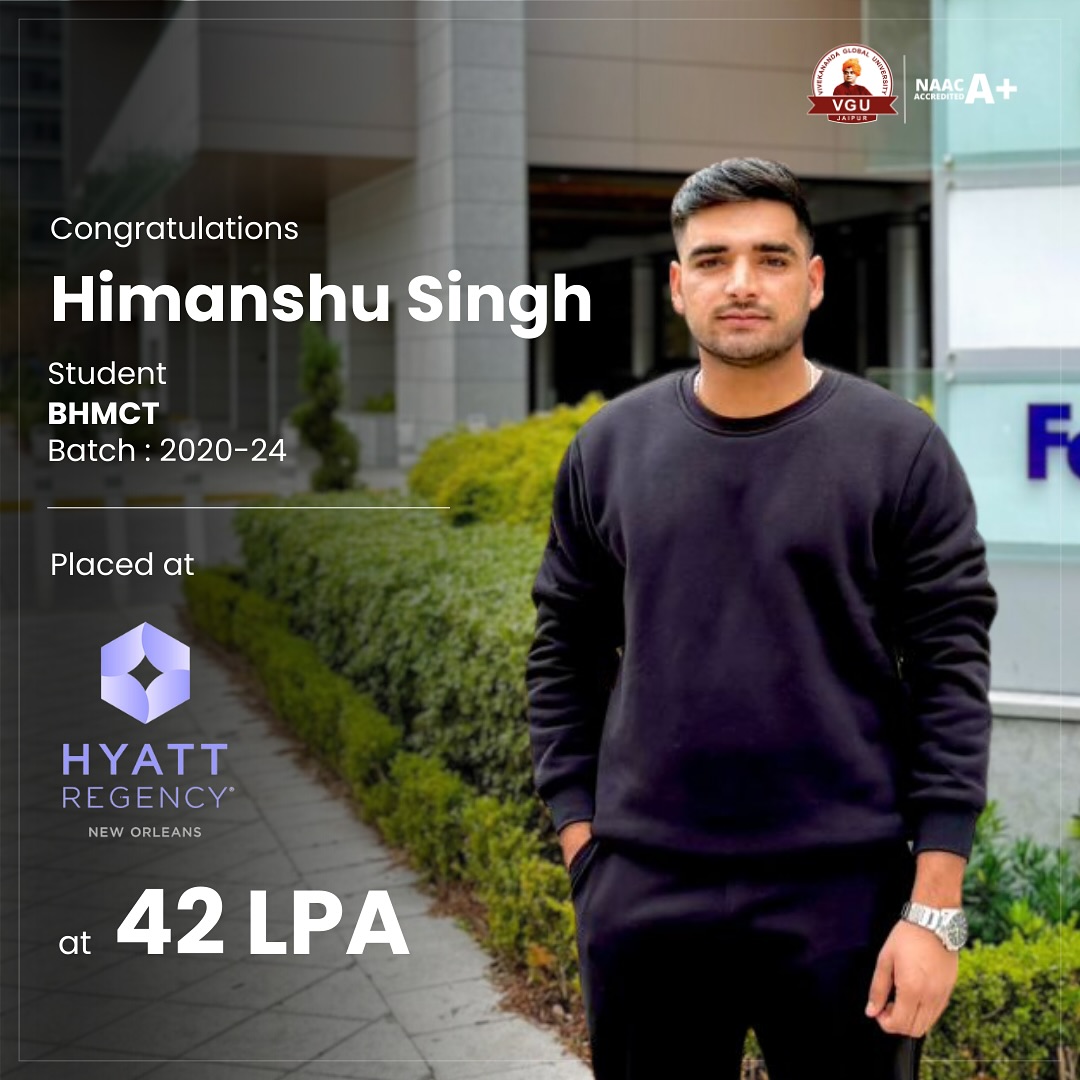 VIVEKANANDA GLOBAL UNIVERSITY
VGU
JAIPUR
NAAC
ACCREDITED
A+
Congratulations
Himanshu Singh
Student
BHMCT
Batch : 2020-24
Placed at
HYATT
REGENCY®
NEW ORLEANS
at 42 LPA